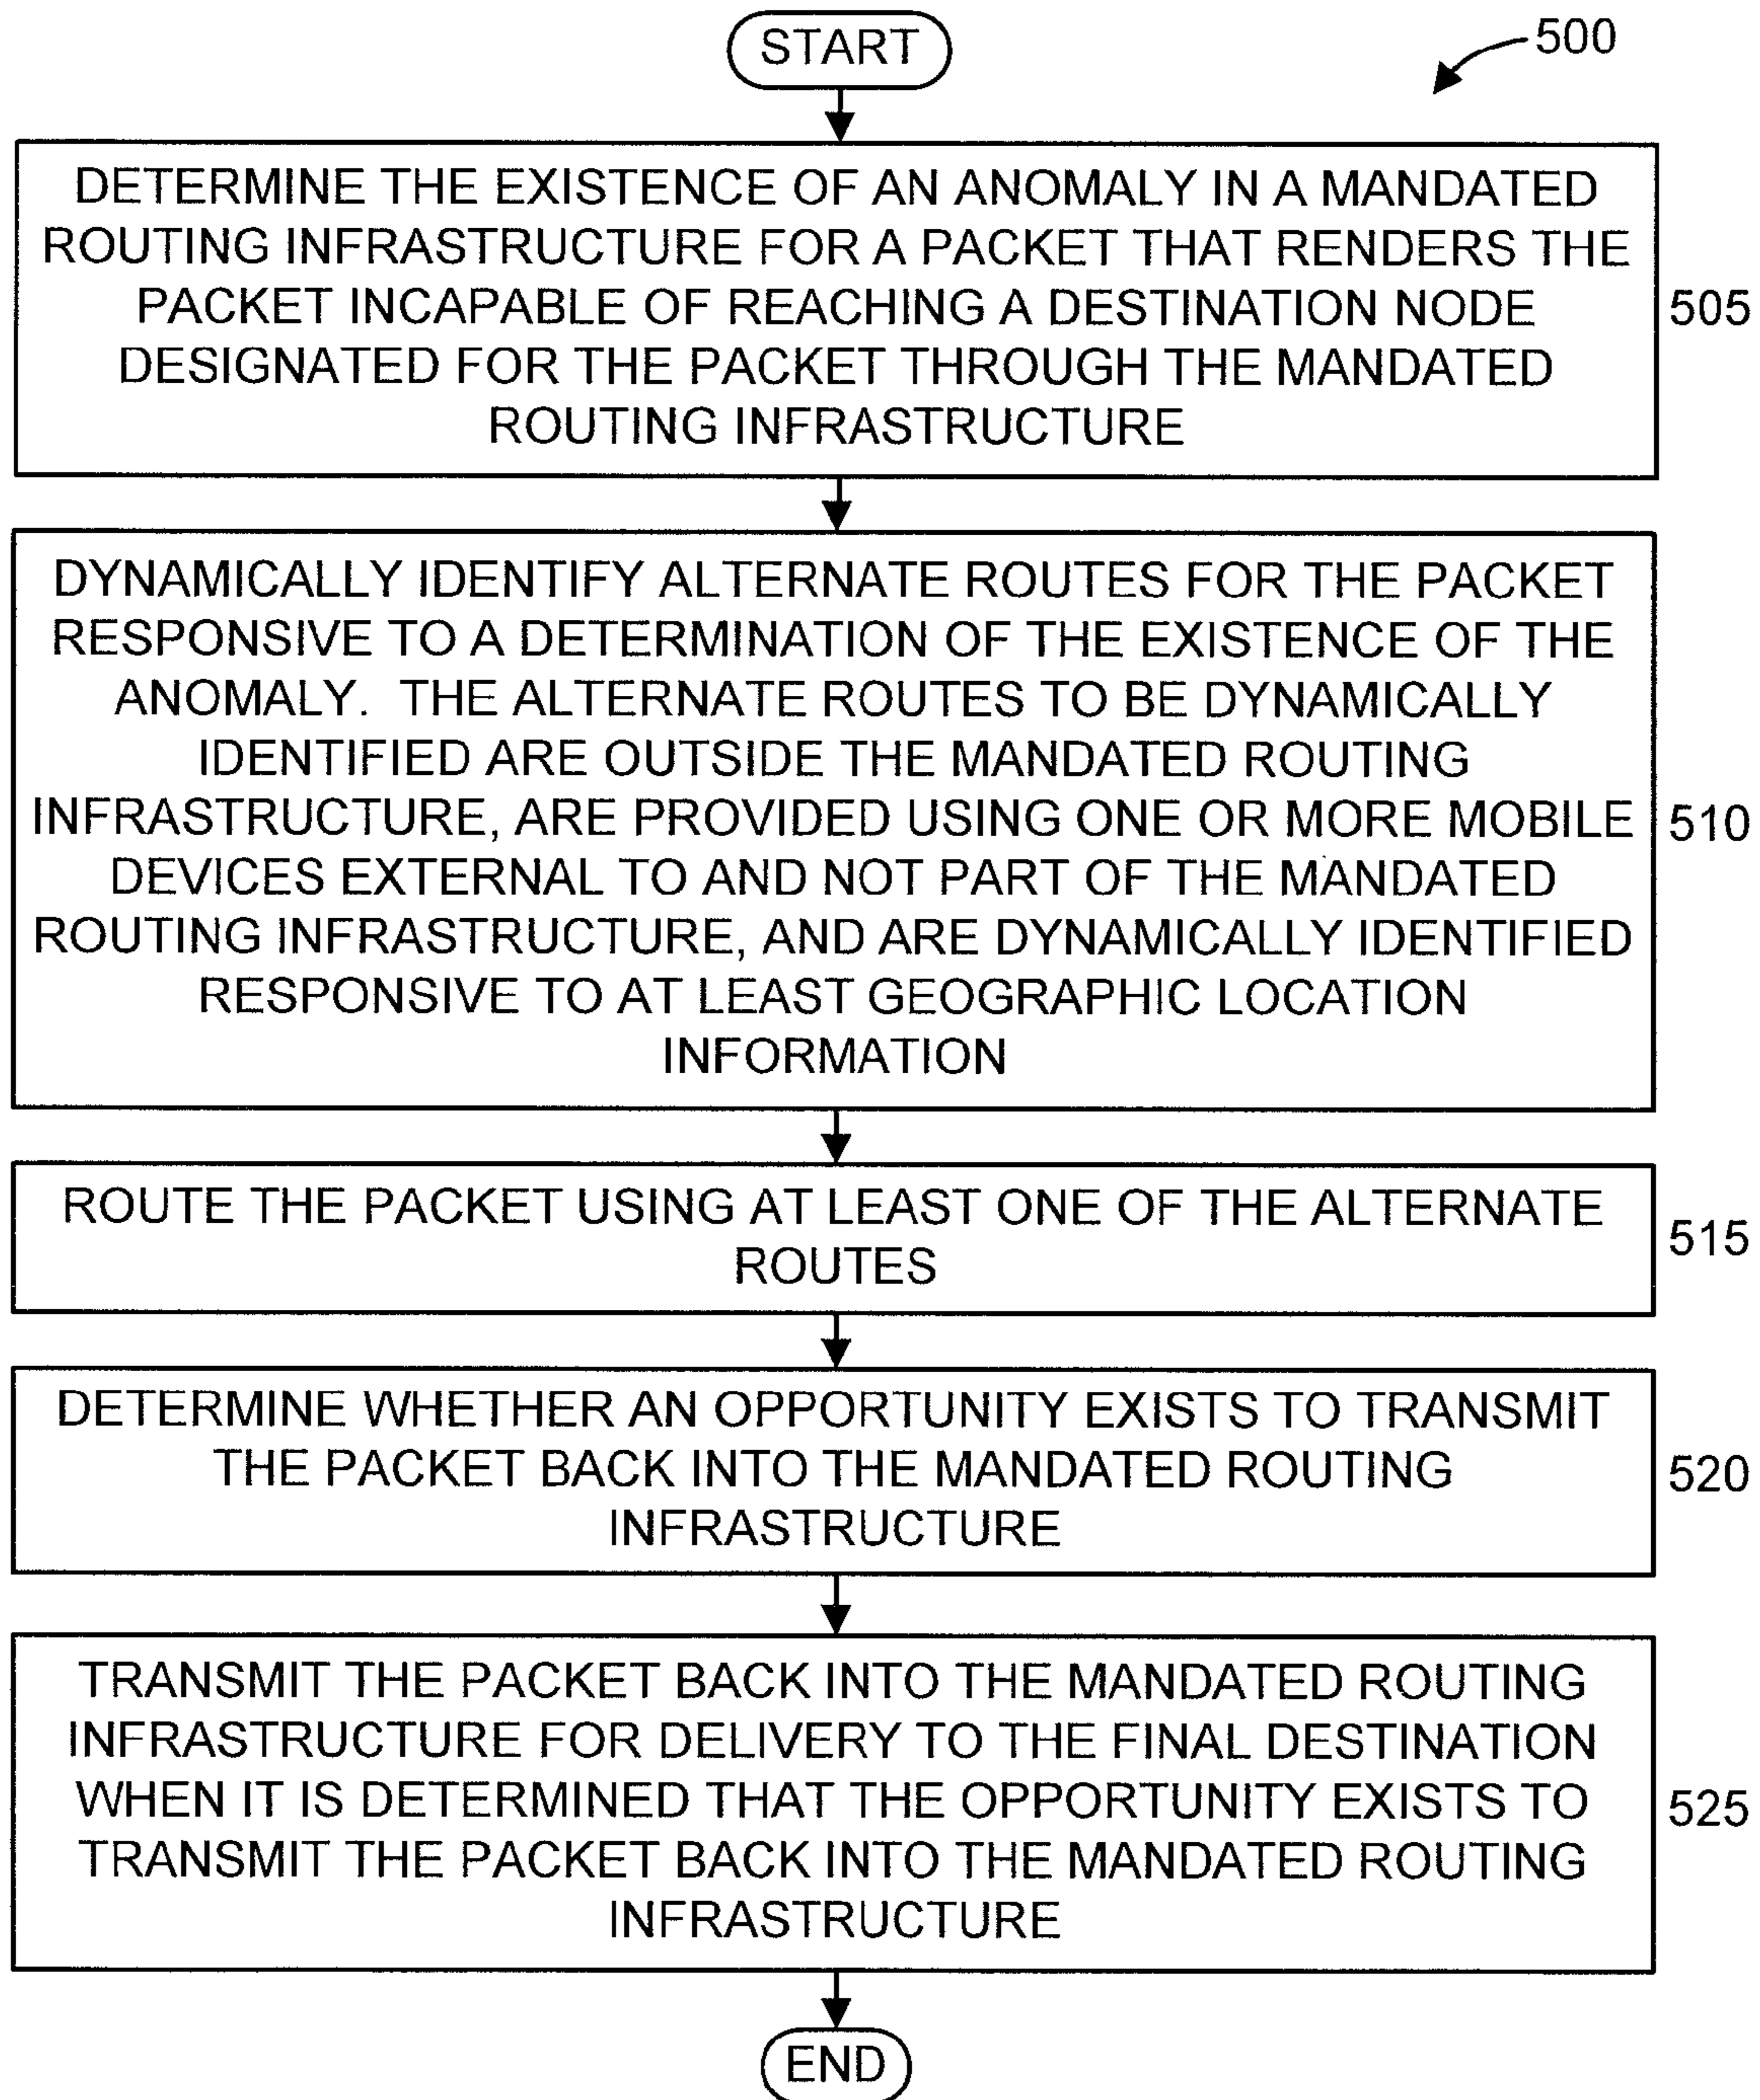 START
500
DETERMINE THE EXISTENCE OF AN ANOMALY IN A MANDATED
ROUTING INFRASTRUCTURE FOR A PACKET THAT RENDERS THE
PACKET INCAPABLE OF REACHING A DESTINATION NODE
DESIGNATED FOR THE PACKET THROUGH THE MANDATED
ROUTING INFRASTRUCTURE
505
DYNAMICALLY IDENTIFY ALTERNATE ROUTES FOR THE PACKET
RESPONSIVE TO A DETERMINATION OF THE EXISTENCE OF THE
ANOMALY. THE ALTERNATE ROUTES TO BE DYNAMICALLY
IDENTIFIED ARE OUTSIDE THE MANDATED ROUTING
INFRASTRUCTURE, ARE PROVIDED USING ONE OR MORE MOBILE
DEVICES EXTERNAL TO AND NOT PART OF THE MANDATED
ROUTING INFRASTRUCTURE, AND ARE DYNAMICALLY IDENTIFIED
RESPONSIVE TO AT LEAST GEOGRAPHIC LOCATION
INFORMATION
510
ROUTE THE PACKET USING AT LEAST ONE OF THE ALTERNATE
ROUTES
515
DETERMINE WHETHER AN OPPORTUNITY EXISTS TO TRANSMIT
THE PACKET BACK INTO THE MANDATED ROUTING
INFRASTRUCTURE
520
TRANSMIT THE PACKET BACK INTO THE MANDATED ROUTING
INFRASTRUCTURE FOR DELIVERY TO THE FINAL DESTINATION
WHEN IT IS DETERMINED THAT THE OPPORTUNITY EXISTS TO
TRANSMIT THE PACKET BACK INTO THE MANDATED ROUTING
INFRASTRUCTURE
525
END